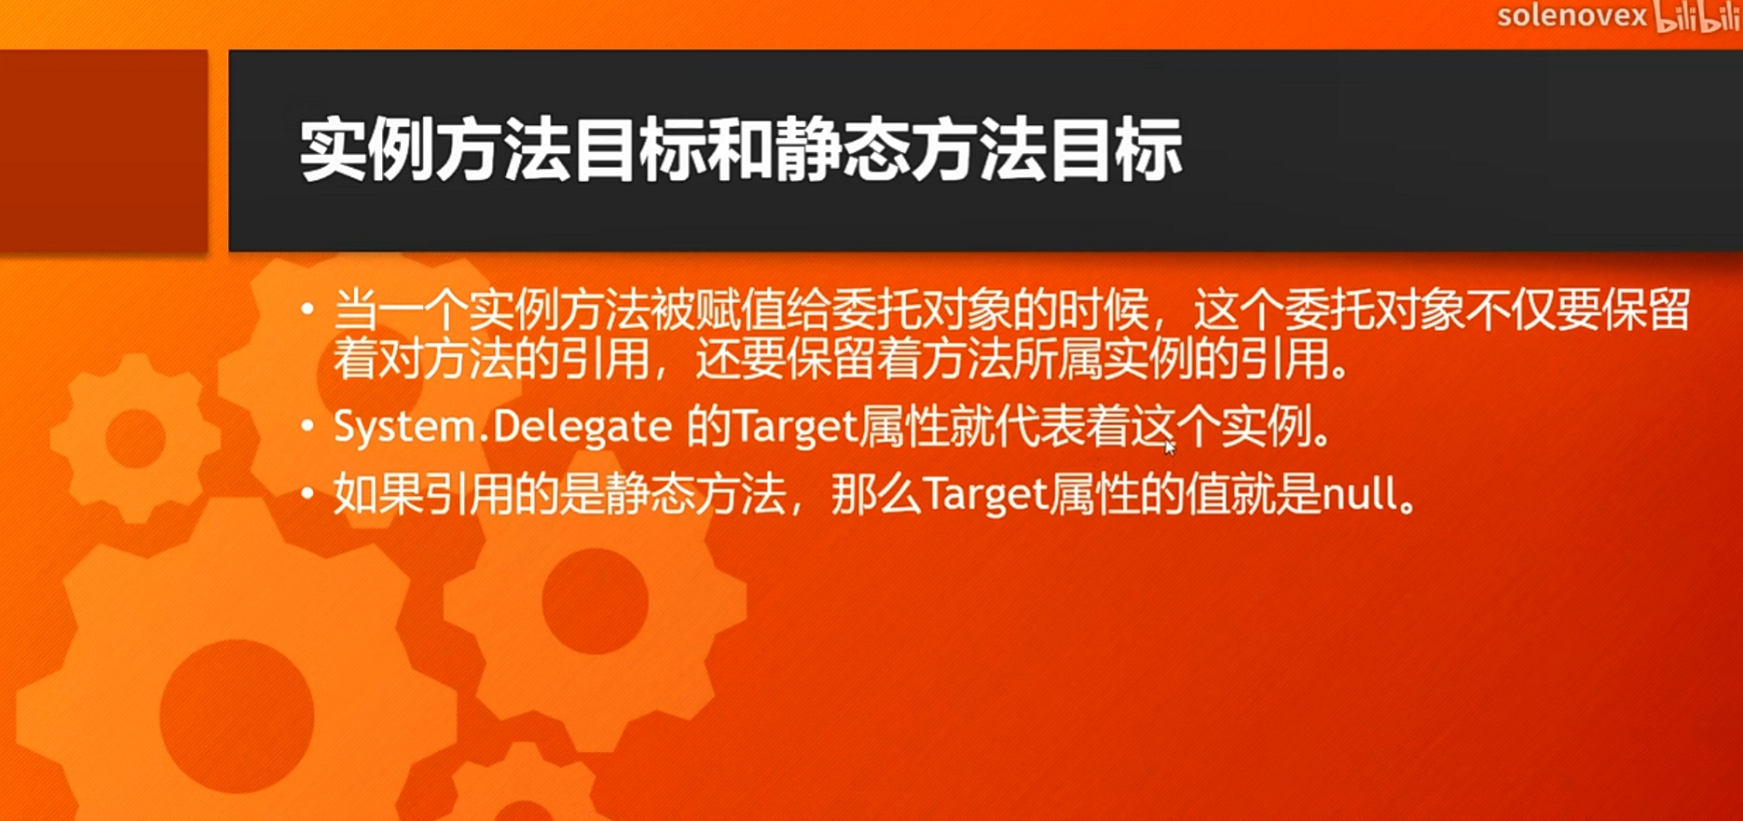 solenovex bilibili
实例方法目标和静态方法目标
• 当一个实例方法被赋值给委托对象的时候，这个委托对象不仅要保留
着对方法的引用，还要保留着方法所属实例的引用。
• System.Delegate 的Target属性就代表着这个实例。
• 如果引用的是静态方法，那么Target属性的值就是null。